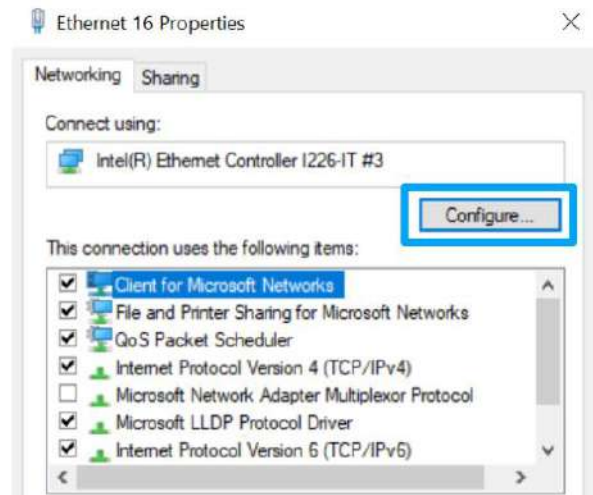 Ethernet 16 Properties
Networking Sharing
Connect using:
Intel(R) Ethernet Controller I226-IT #3
Configure...
This connection uses the following items:
Client for Microsoft Networks
File and Printer Sharing for Microsoft Networks
QoS Packet Scheduler
Internet Protocol Version 4 (TCP/IPv4)
Microsoft Network Adapter Multiplexor Protocol
Microsoft LLDP Protocol Driver
Internet Protocol Version 6 (TCP/IPv6)